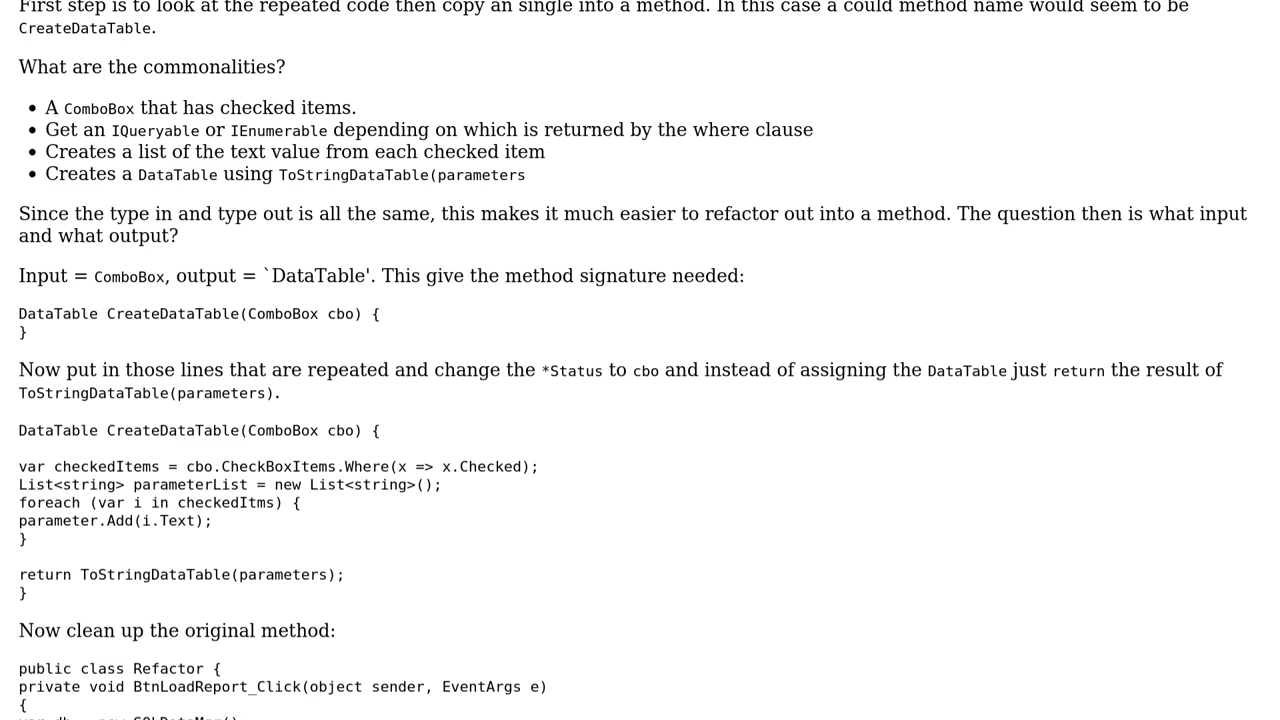 First step is to look at the repeated code then copy an single into a method. In this case a could method name would seem to be
CreateDataTable.
What are the commonalities?
• A ComboBox that has checked items.
• Get an IQueryable or IEnumerable depending on which is returned by the where clause
• Creates a list of the text value from each checked item
• Creates a DataTable using ToStringDataTable(parameters
Since the type in and type out is all the same, this makes it much easier to refactor out into a method. The question then is what input
and what output?
Input = ComboBox, output = `DataTable'. This give the method signature needed:
DataTable CreateDataTable(ComboBox cbo) {
}
Now put in those lines that are repeated and change the *Status to cbo and instead of assigning the DataTable just return the result of
ToStringDataTable(parameters).
DataTable CreateDataTable(ComboBox cbo) {
var checkedItems = cbo.CheckBoxItems.Where(x => x.Checked);
List<string> parameterList = new List<string>();
foreach (var i in checkedItms) {
parameter.Add(i.Text);
}
return ToStringDataTable(parameters);
}
Now clean up the original method:
public class Refactor {
private void BtnLoadReport_Click(object sender, EventArgs e)
{